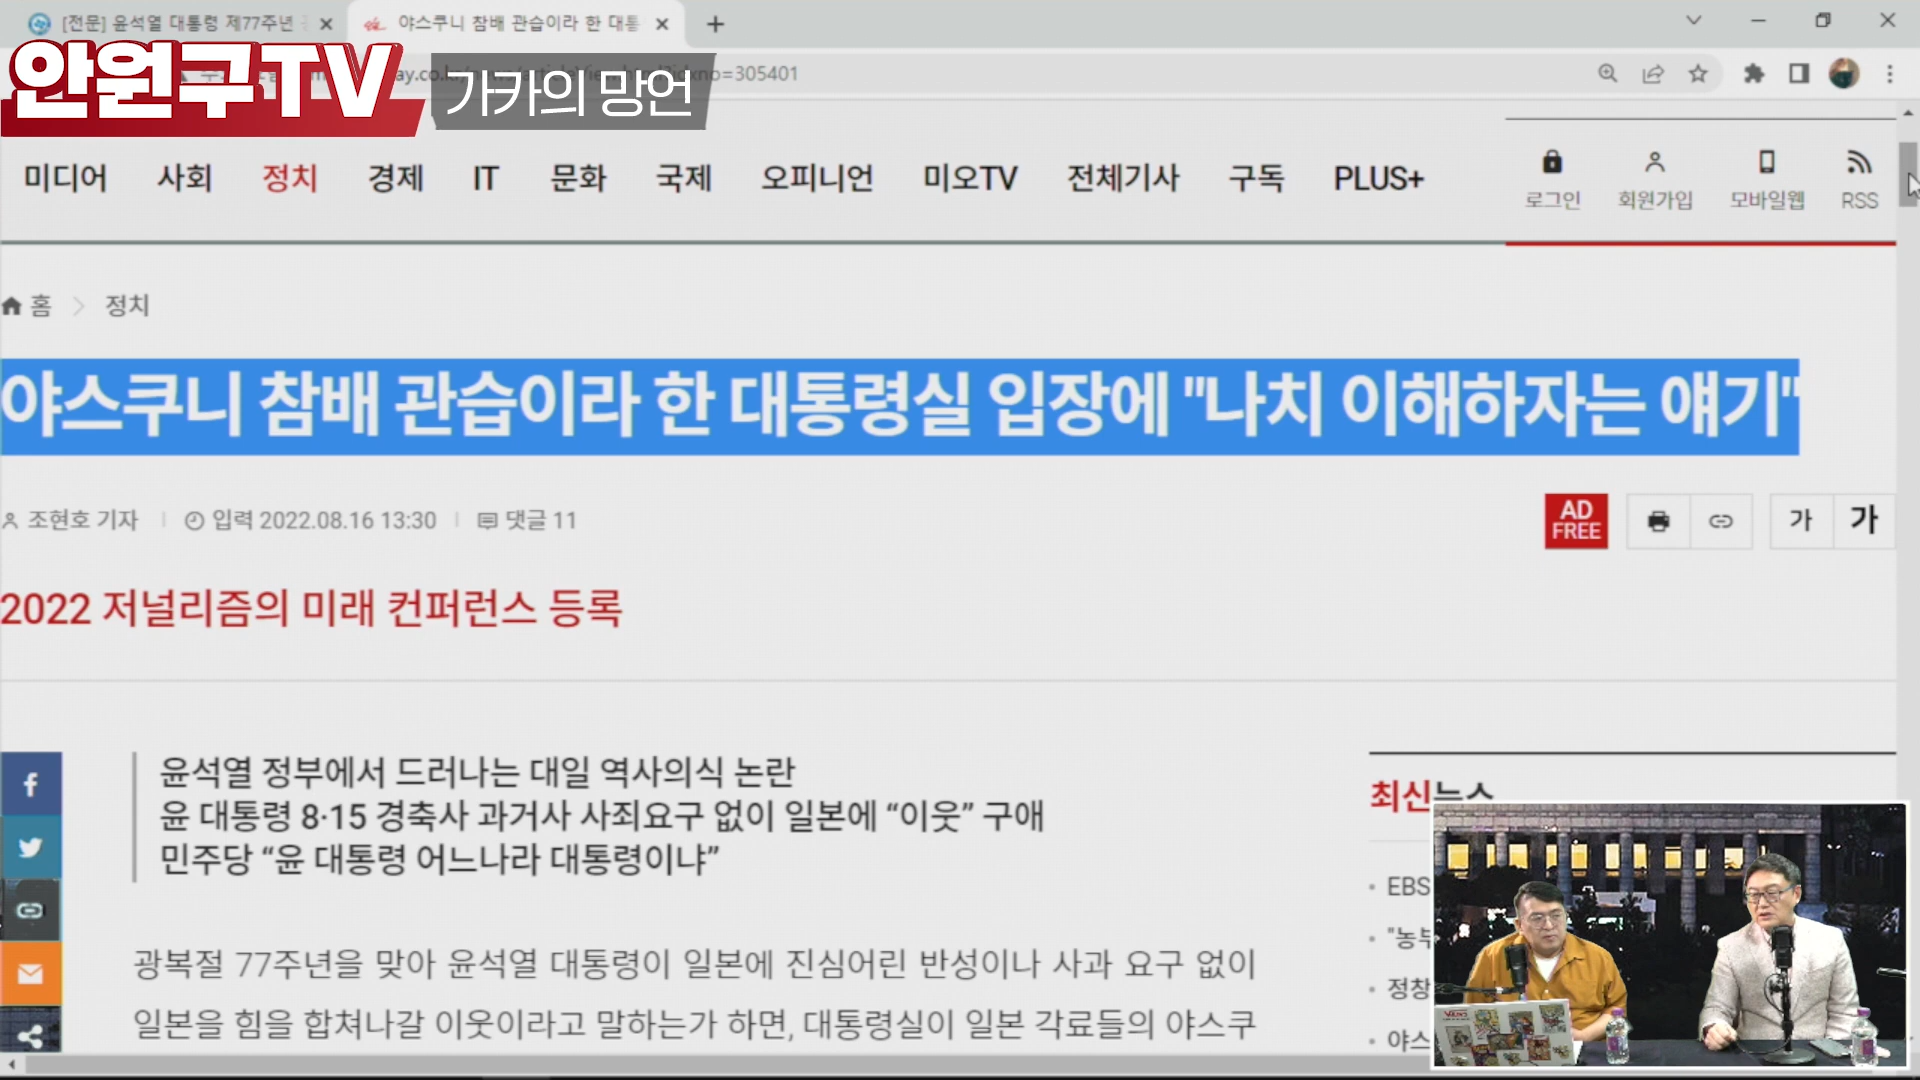 [전문] 윤석열 대통령 제77주년
야스쿠니 참배 관습이라 한 대통
안원구TV
가카의 망언
미디어 사회 정치 경제 IT 문화 국제 오피니언 미오TV 전체기사 구독 PLUS+
로그인 회원가입 모바일웹 RSS
홈 > 정치
야스쿠니 참배 관습이라 한 대통령실 입장에 "나치 이해하자는 얘기"
조현호 기자 입력 2022.08.16 13:30 댓글 11
AD FREE
가 가
2022 저널리즘의 미래 컨퍼런스 등록
윤석열 정부에서 드러나는 대일 역사의식 논란
윤 대통령 8·15 경축사 과거사 사죄요구 없이 일본에 “이웃” 구애
민주당 “윤 대통령 어느나라 대통령이냐”
최신뉴스
EBS
"농부
정창
야스
광복절 77주년을 맞아 윤석열 대통령이 일본에 진심어린 반성이나 사과 요구 없이
일본을 힘을 합쳐나갈 이웃이라고 말하는가 하면, 대통령실이 일본 각료들의 야스쿠